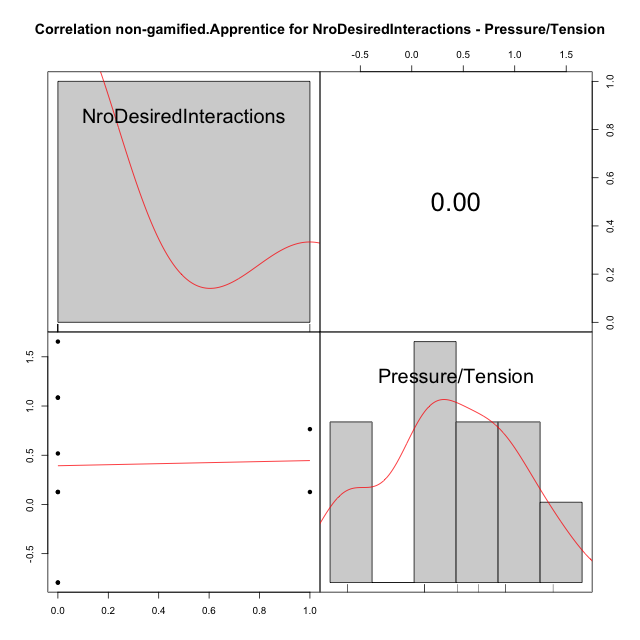 Correlation non-gamified.Apprentice for NroDesiredInteractions - Pressure/Tension
-0.5 0.0 0.5 1.0 1.5
NroDesiredInteractions
0.00
0.0 0.2 0.4 0.6 0.8 1.0
Pressure/Tension
-0.5 0.0 0.5 1.0 1.5
0.0 0.2 0.4 0.6 0.8 1.0